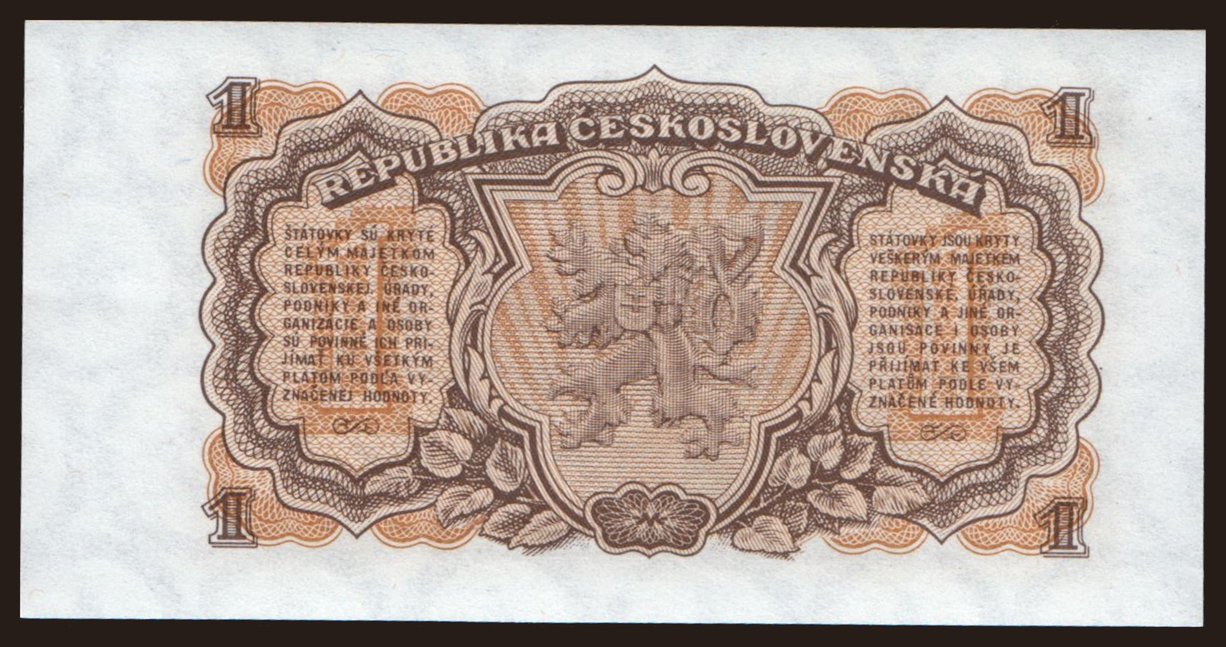 1
1
REPUBLIKA ČESKOSLOVENSKÁ
ŠTÁTOVKY SÚ KRYTÉ
CELÝM MAJETKOM
REPUBLIKY ČESKO-
SLOVENSKEJ. ÚRADY,
PODNIKY A INÉ OR-
GANIZÁCIE A OSOBY
SÚ POVINNÉ ICH PRI-
JÍMAŤ KU VŠETKÝM
PLATOM PODĽA VY-
ZNAČENEJ HODNOTY.
STÁTOVKY JSOU KRYTY
VEŠKERÝM MAJETKEM
REPUBLIKY ČESKO-
SLOVENSKÉ. ÚŘADY,
PODNIKY A JINÉ OR-
GANISACE I OSOBY
JSOU POVINNY JE
PŘIJÍMAT KE VŠEM
PLATŮM PODLE VY-
ZNAČENÉ HODNOTY.
1
1